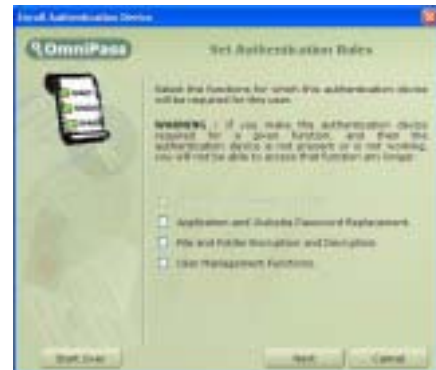 Enroll Authentication Device
OmniPass
Set Authentication Rules
Select the functions for which this authentication device
will be required for this user.
WARNING : If you make this authentication device
required for a given function, and then the
authentication device is not present or is not working,
you will not be able to access that function any longer.
Application and Website Password Replacement
File and Folder Encryption and Decryption
User Management Functions
Start Over
Next
Cancel